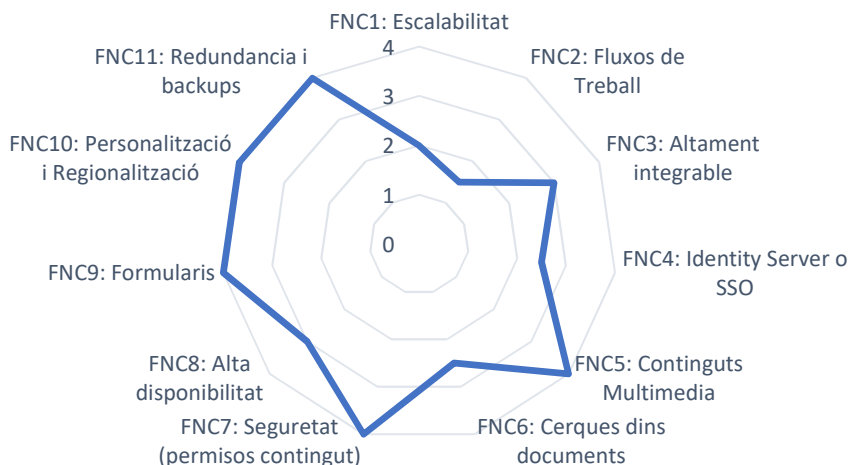 FNC1: Escalabilitat
FNC2: Fluxos de
Treball
FNC3: Altament
integrable
FNC4: Identity Server o
SSO
FNC5: Continguts
Multimedia
FNC6: Cerques dins
documents
FNC7: Seguretat
(permisos contingut)
FNC8: Alta
disponibilitat
FNC9: Formularis
FNC10: Personalització
i Regionalització
FNC11: Redundancia i
backups
4
3
2
1
0